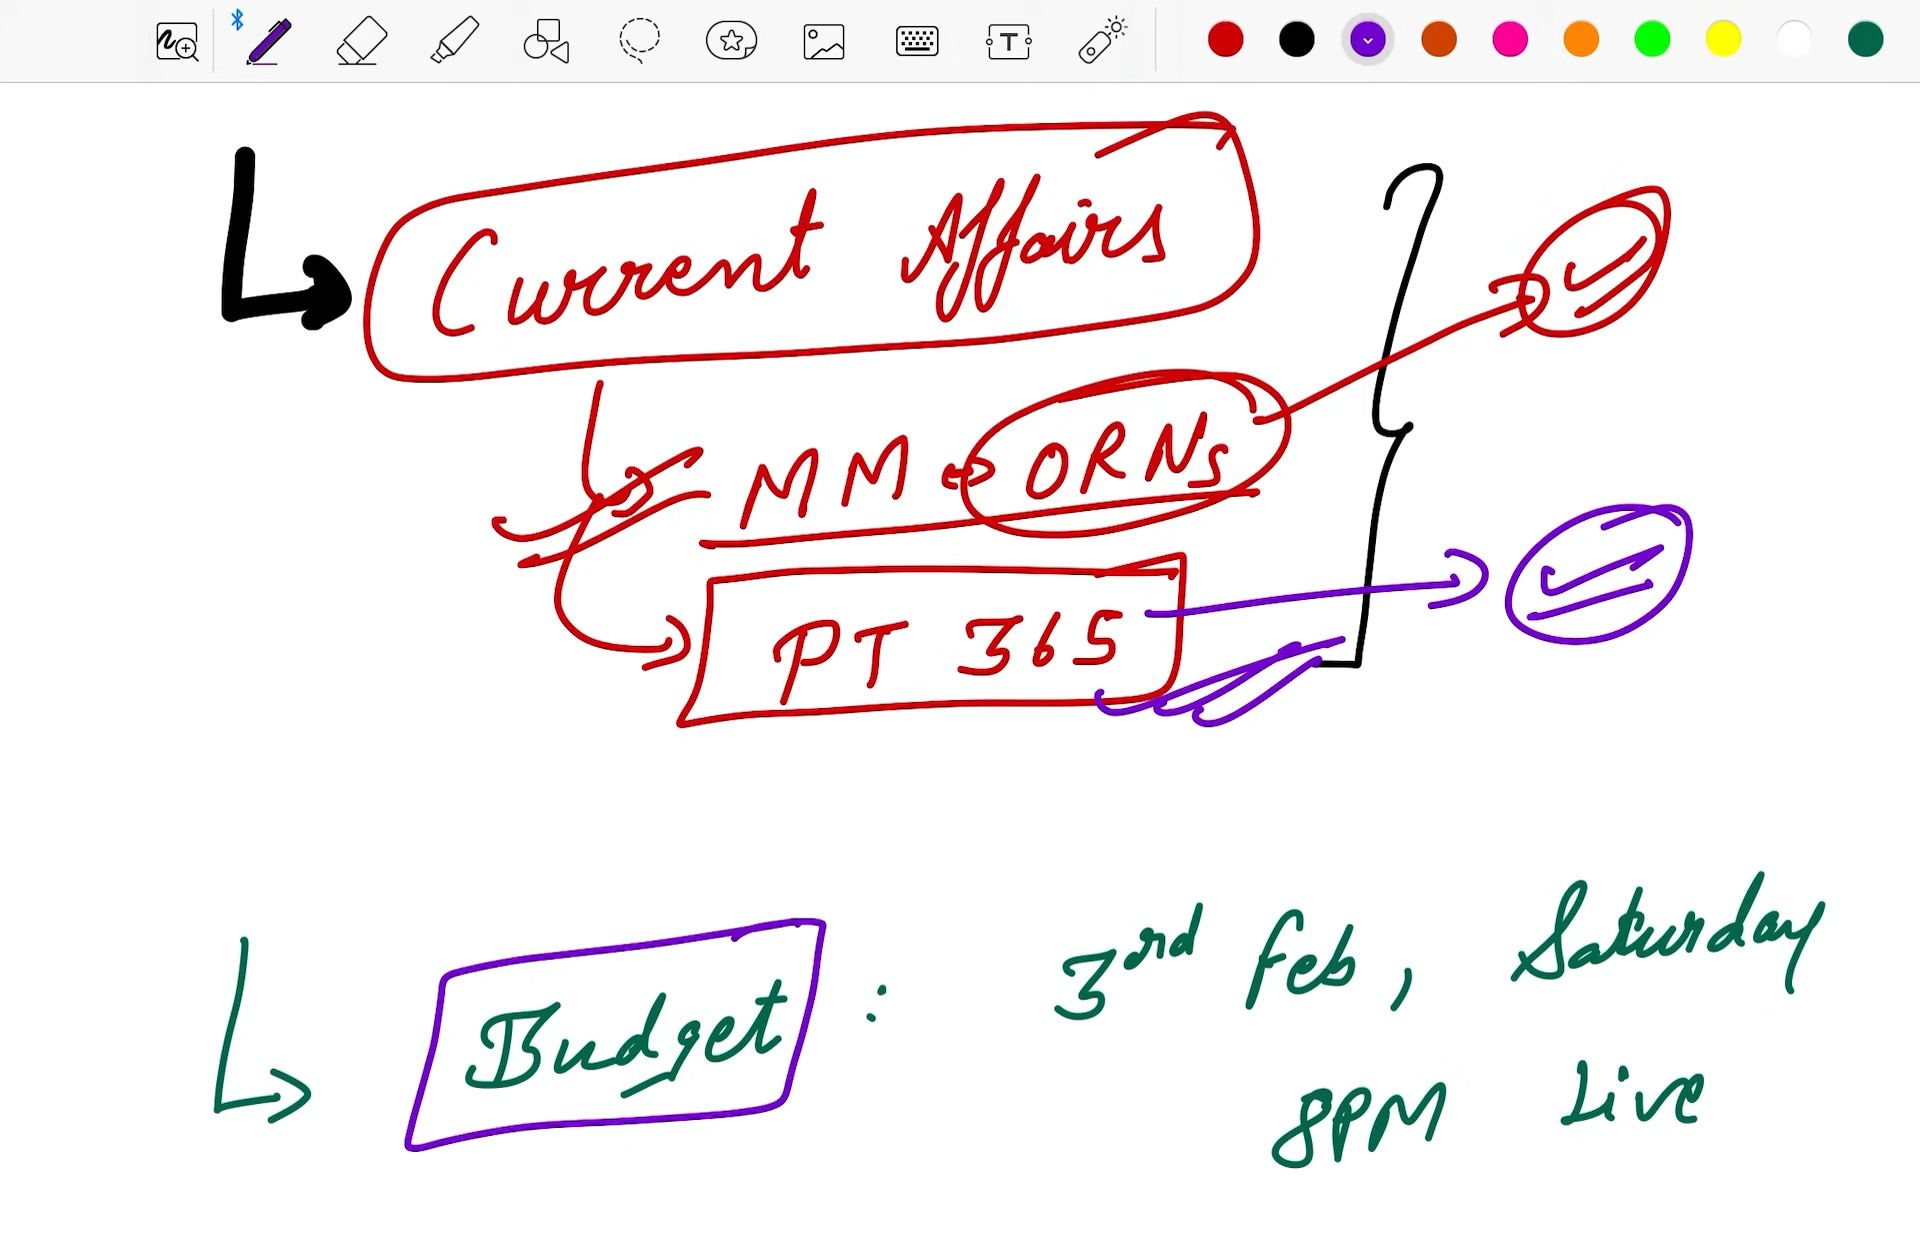 Current Affairs
MM ORNs
PT 365
Budget : 3rd Feb, Saturday
8PM Live